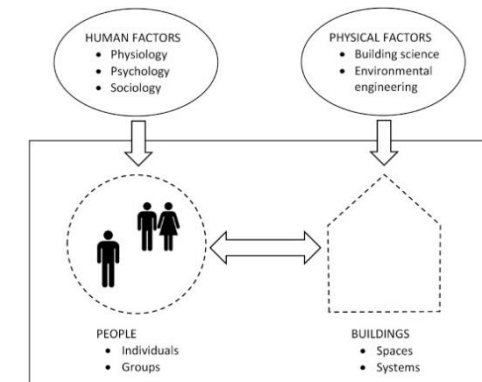 HUMAN FACTORS
• Physiology
• Psychology
• Sociology
PHYSICAL FACTORS
• Building science
• Environmental
engineering
PEOPLE
• Individuals
• Groups
BUILDINGS
• Spaces
• Systems